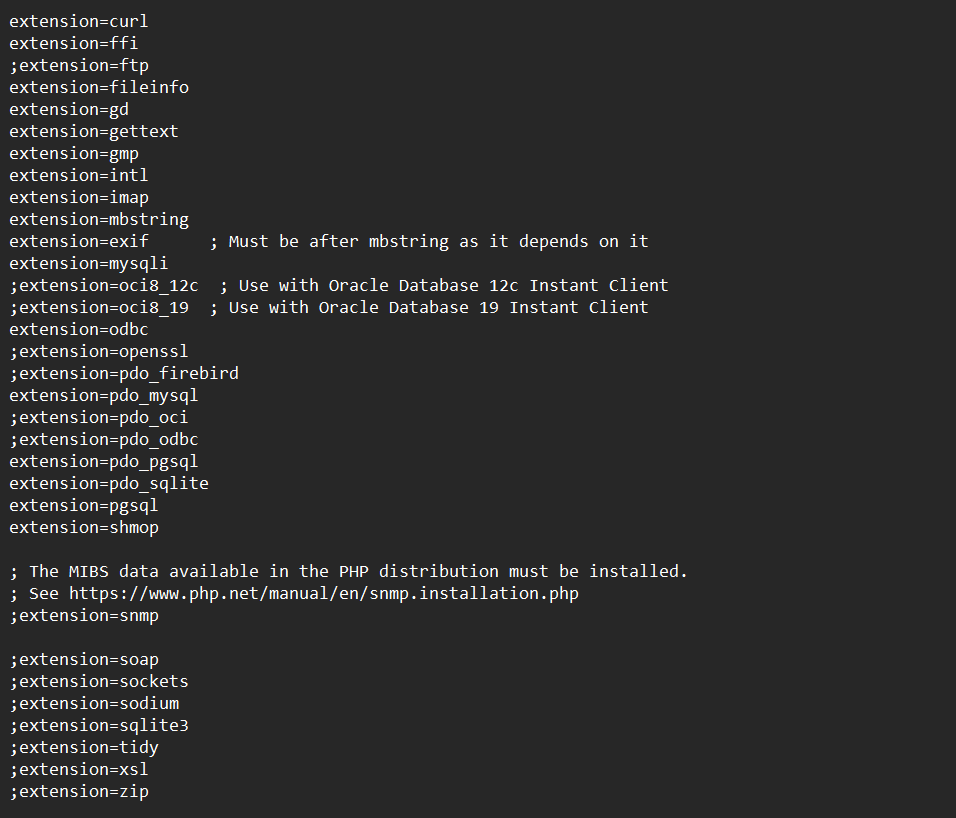 extension=curl
extension=ffi
;extension=ftp
extension=fileinfo
extension=gd
extension=gettext
extension=gmp
extension=intl
extension=imap
extension=mbstring
extension=exif      ; Must be after mbstring as it depends on it
extension=mysqli
;extension=oci8_12c  ; Use with Oracle Database 12c Instant Client
;extension=oci8_19  ; Use with Oracle Database 19 Instant Client
extension=odbc
;extension=openssl
;extension=pdo_firebird
extension=pdo_mysql
;extension=pdo_oci
;extension=pdo_odbc
extension=pdo_pgsql
extension=pdo_sqlite
extension=pgsql
extension=shmop

; The MIBS data available in the PHP distribution must be installed.
; See https://www.php.net/manual/en/snmp.installation.php
;extension=snmp

;extension=soap
;extension=sockets
;extension=sodium
;extension=sqlite3
;extension=tidy
;extension=xsl
;extension=zip